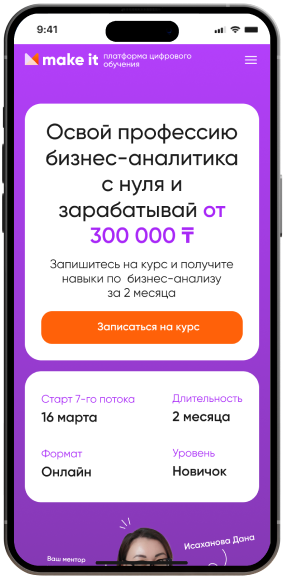 9:41
make it
платформа цифрового
обучения
Освой профессию
бизнес-аналитика
с нуля и
зарабатывай от
300 000 ₸
Запишитесь на курс и получите
навыки по бизнес-анализу
за 2 месяца
Записаться на курс
Старт 7-го потока
16 марта
Длительность
2 месяца
Формат
Онлайн
Уровень
Новичок
Исаханова Дана
Ваш ментор